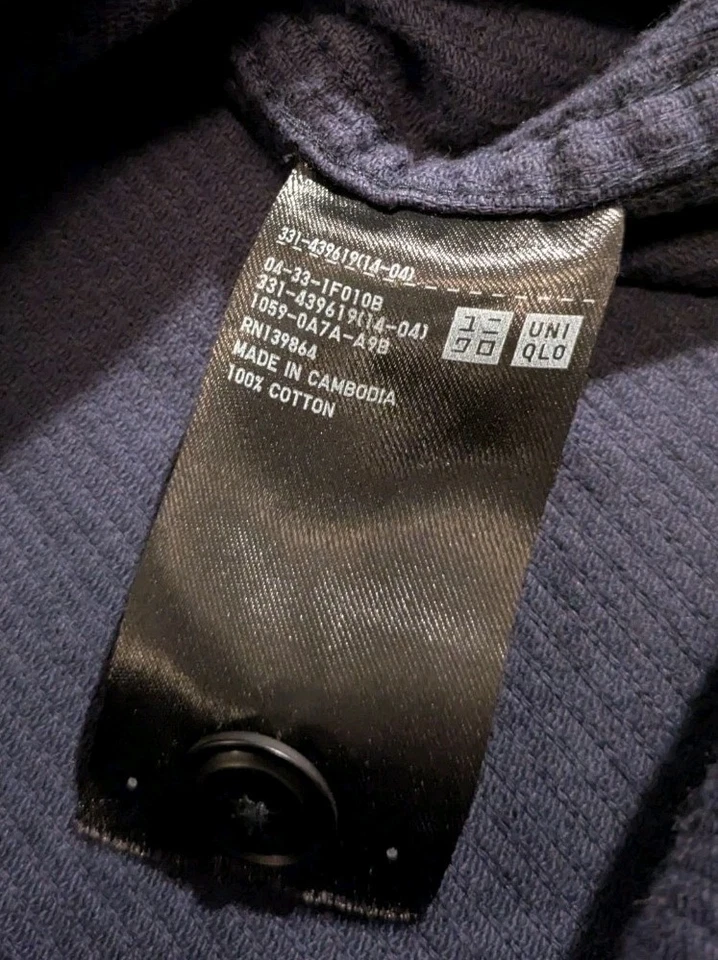 331-439619(14-04)
04-33-1F010B
331-439619(14-04)
1059-0A7A-A9B
RN139864
MADE IN CAMBODIA
100% COTTON
ユニ
クロ
UNI
QLO